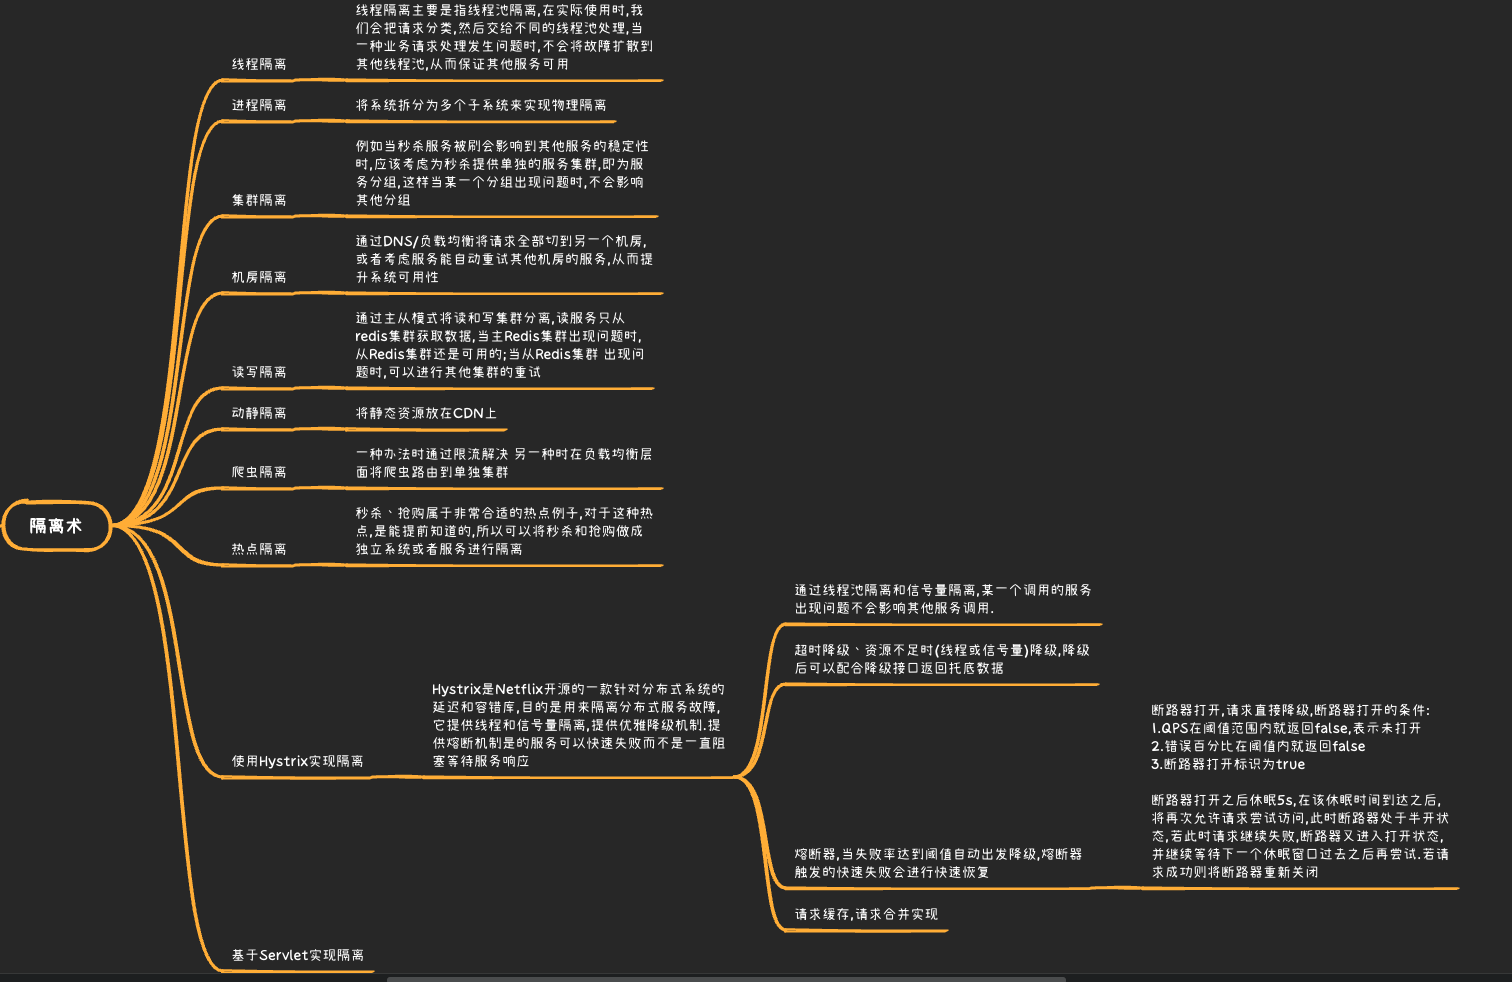 隔离术
线程隔离
线程隔离主要是指线程池隔离,在实际使用时,我
们会把请求分类,然后交给不同的线程池处理,当
一种业务请求处理发生问题时,不会将故障扩散到
其他线程池,从而保证其他服务可用
进程隔离
将系统拆分为多个子系统来实现物理隔离
集群隔离
例如当秒杀服务被刷会影响到其他服务的稳定性
时,应该考虑为秒杀提供单独的服务集群,即为服
务分组,这样当某一个分组出现问题时,不会影响
其他分组
机房隔离
通过DNS/负载均衡将请求全部切到另一个机房,
或者考虑服务能自动重试其他机房的服务,从而提
升系统可用性
读写隔离
通过主从模式将读和写集群分离,读服务只从
redis集群获取数据,当主Redis集群出现问题时,
从Redis集群还是可用的;当从Redis集群 出现问
题时,可以进行其他集群的重试
动静隔离
将静态资源放在CDN上
爬虫隔离
一种办法时通过限流解决 另一种时在负载均衡层
面将爬虫路由到单独集群
热点隔离
秒杀、抢购属于非常合适的热点例子,对于这种热
点,是能提前知道的,所以可以将秒杀和抢购做成
独立系统或者服务进行隔离
使用Hystrix实现隔离
Hystrix是Netflix开源的一款针对分布式系统的
延迟和容错库,目的是用来隔离分布式服务故障,
它提供线程和信号量隔离,提供优雅降级机制.提
供熔断机制是的服务可以快速失败而不是一直阻
塞等待服务响应
通过线程池隔离和信号量隔离,某一个调用的服务
出现问题不会影响其他服务调用.
超时降级、资源不足时(线程或信号量)降级,降级
后可以配合降级接口返回托底数据
熔断器,当失败率达到阈值自动出发降级,熔断器
触发的快速失败会进行快速恢复
断路器打开,请求直接降级,断路器打开的条件:
1.QPS在阈值范围内就返回false,表示未打开
2.错误百分比在阈值内就返回false
3.断路器打开标识为true
断路器打开之后休眠5s,在该休眠时间到达之后,
将再次允许请求尝试访问,此时断路器处于半开状
态,若此时请求继续失败,断路器又进入打开状态,
并继续等待下一个休眠窗口过去之后再尝试.若请
求成功则将断路器重新关闭
请求缓存,请求合并实现
基于Servlet实现隔离